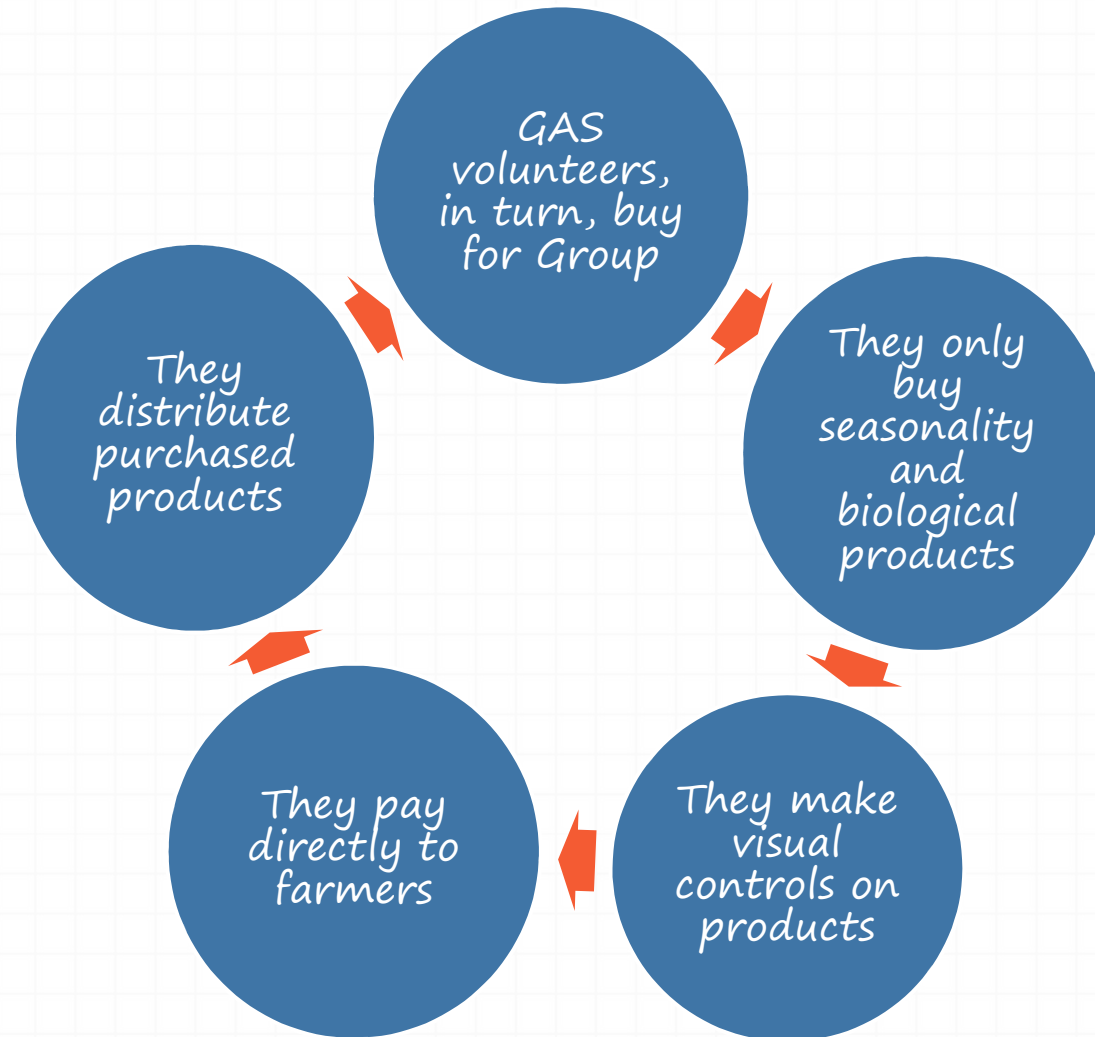 GAS
volunteers,
in turn, buy
for Group
They only
buy
seasonality
and
biological
products
They make
visual
controls on
products
They pay
directly to
farmers
They
distribute
purchased
products